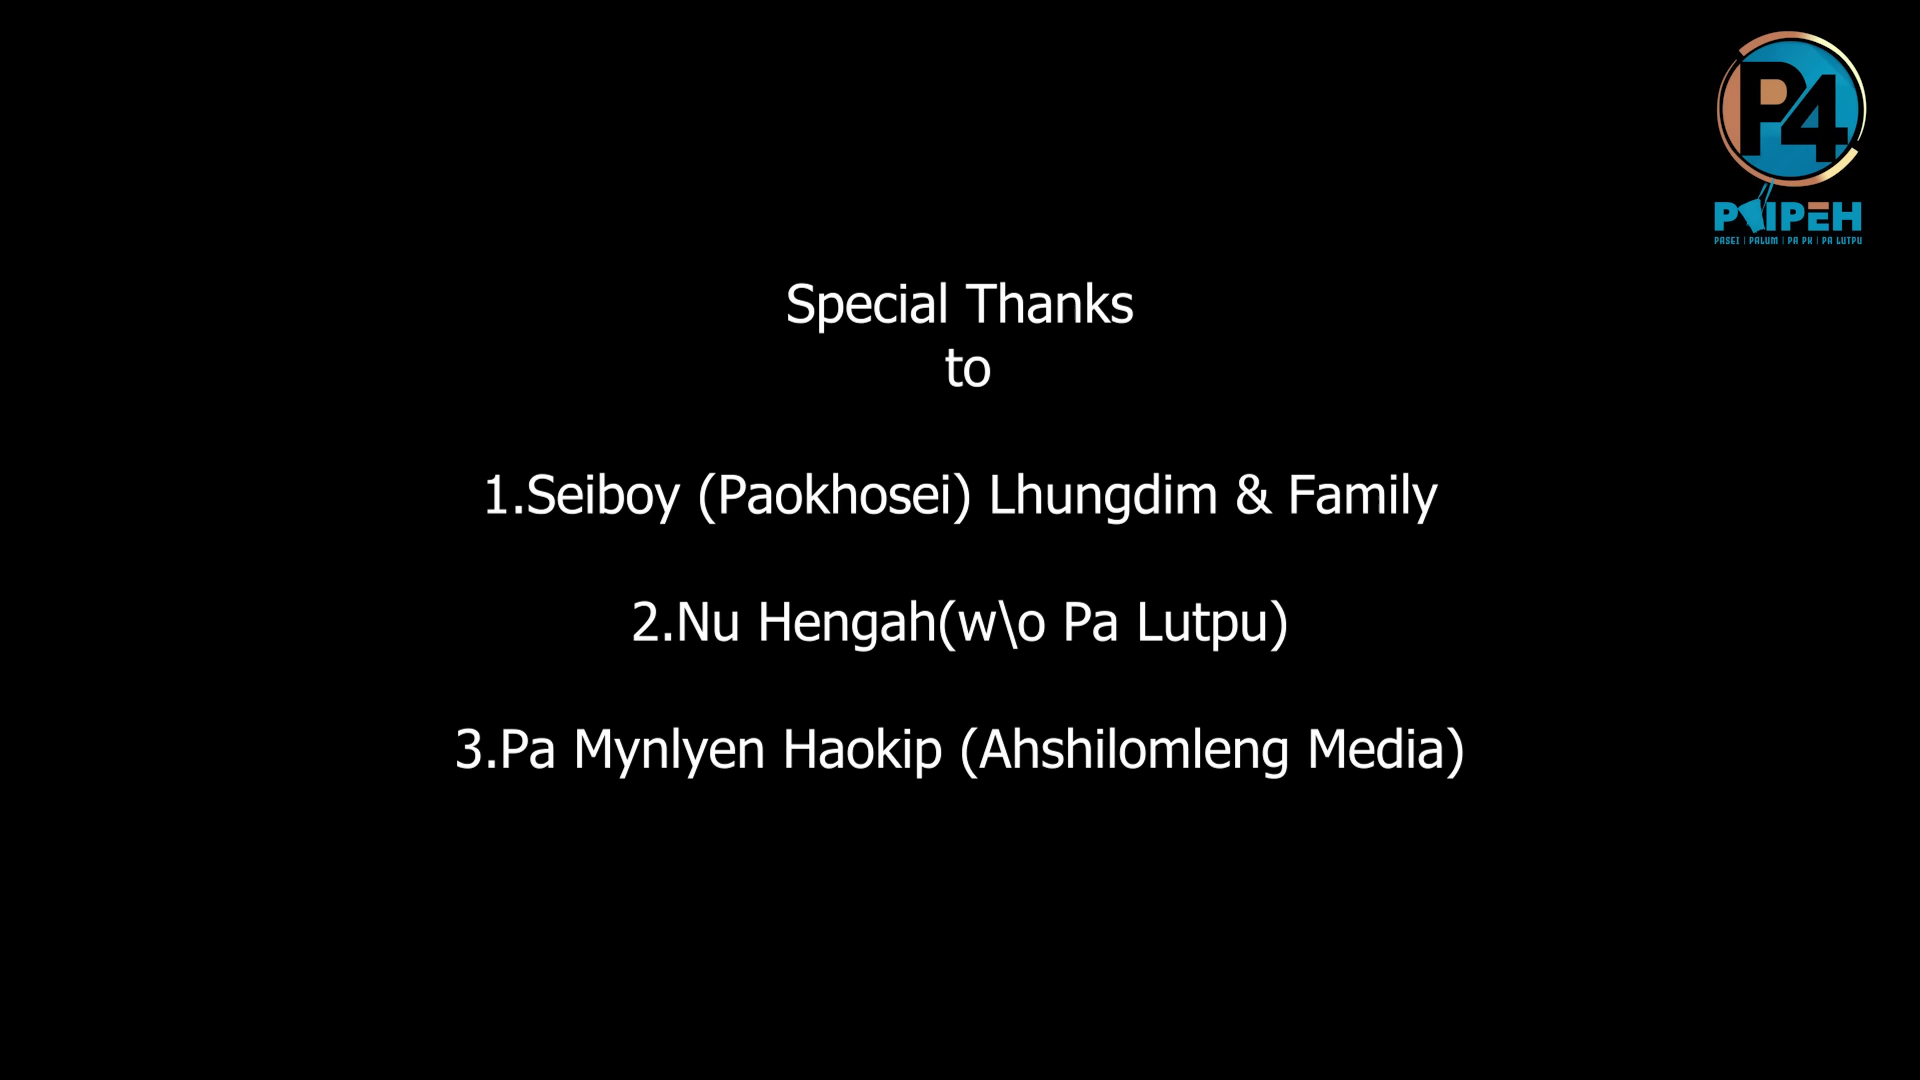 P4
PAIPEH
PASEI | PALUM | PA PK | PA LUTPU
Special Thanks
to
1.Seiboy (Paokhosei) Lhungdim & Family
2.Nu Hengah(w\o Pa Lutpu)
3.Pa Mynlyen Haokip (Ahshilomleng Media)